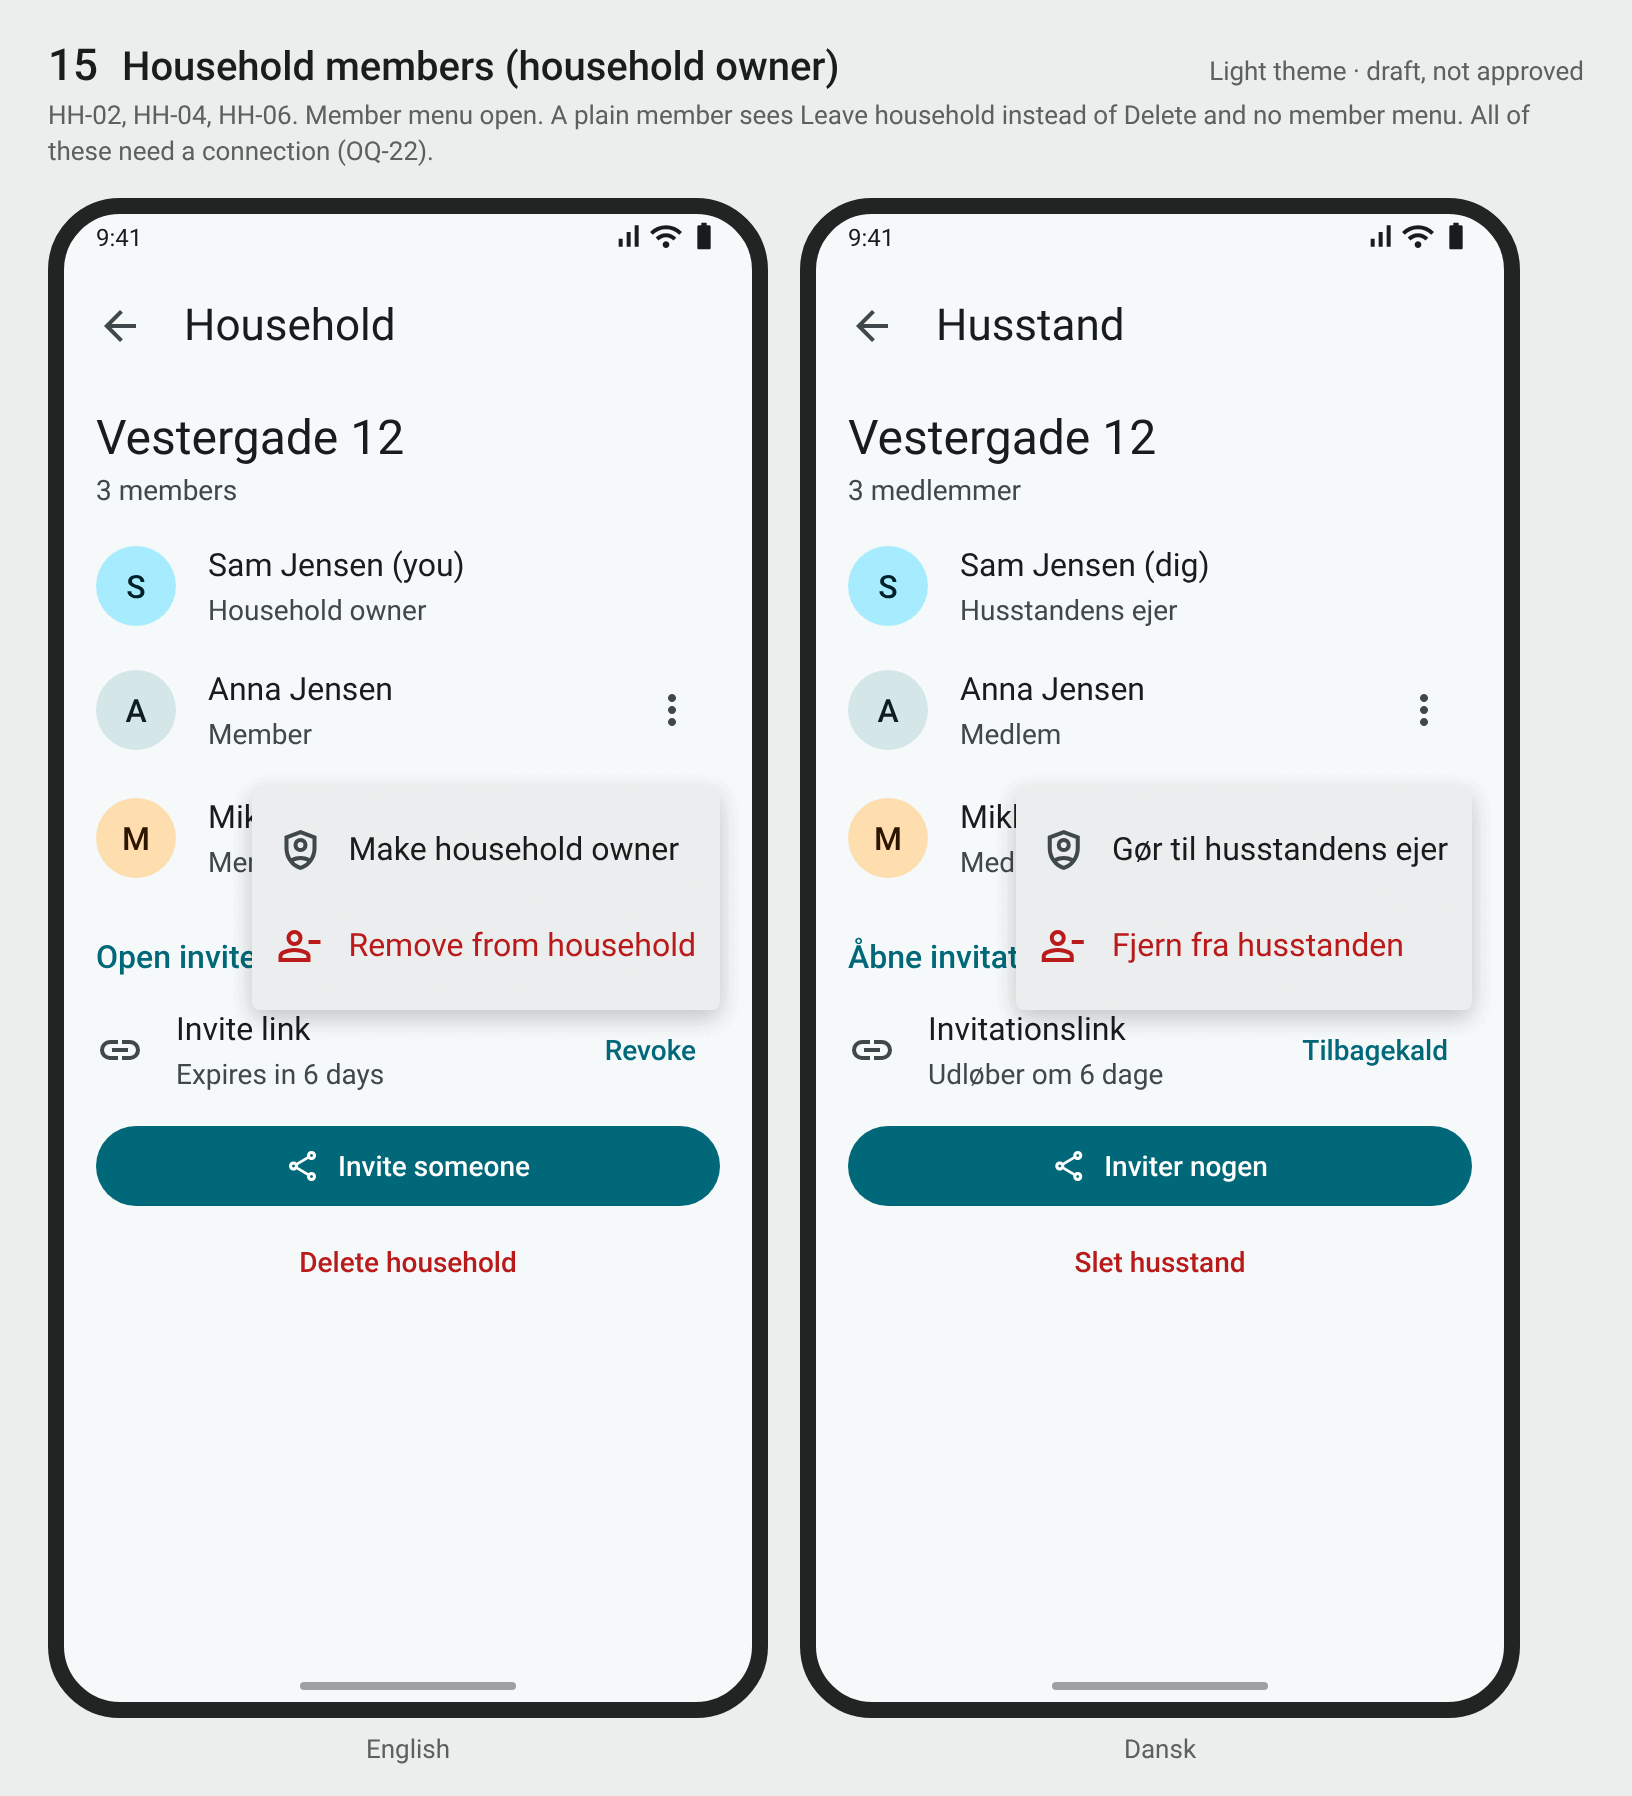 15 Household members (household owner)
Light theme · draft, not approved
HH-02, HH-04, HH-06. Member menu open. A plain member sees Leave household instead of Delete and no member menu. All of
these need a connection (OQ-22).
9:41
Household
Vestergade 12
3 members
S
Sam Jensen (you)
Household owner
A
Anna Jensen
Member
M
Make household owner
Remove from household
Open invite
Invite link
Expires in 6 days
Revoke
Invite someone
Delete household
English
9:41
Husstand
Vestergade 12
3 medlemmer
S
Sam Jensen (dig)
Husstandens ejer
A
Anna Jensen
Medlem
M
Gør til husstandens ejer
Fjern fra husstanden
Åbne
Invitationslink
Udløber om 6 dage
Tilbagekald
Inviter nogen
Slet husstand
Dansk